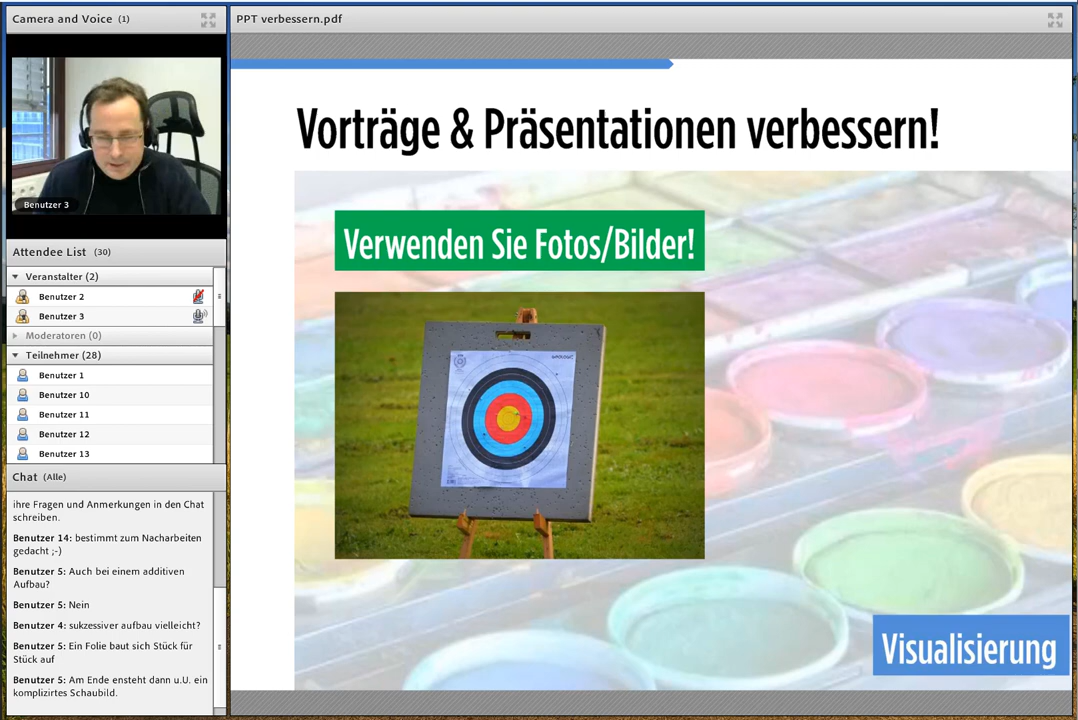 Camera and Voice (1)
Benutzer 3
Attendee List (30)
Veranstalter (2)
Benutzer 2
Benutzer 3
Moderatoren (0)
Teilnehmer (28)
Benutzer 1
Benutzer 10
Benutzer 11
Benutzer 12
Benutzer 13
Chat (Alle)
ihre Fragen und Anmerkungen in den Chat
schreiben.
Benutzer 14: bestimmt zum Nacharbeiten
gedacht ;-)
Benutzer 5: Auch bei einem additiven
Aufbau?
Benutzer 5: Nein
Benutzer 4: sukzessiver aufbau vielleicht?
Benutzer 5: Ein Folie baut sich Stück für
Stück auf
Benutzer 5: Am Ende ensteht dann u.U. ein
komplizirtes Schaubild.
PPT verbessern.pdf
Vorträge & Präsentationen verbessern!
Verwenden Sie Fotos/Bilder!
Visualisierung